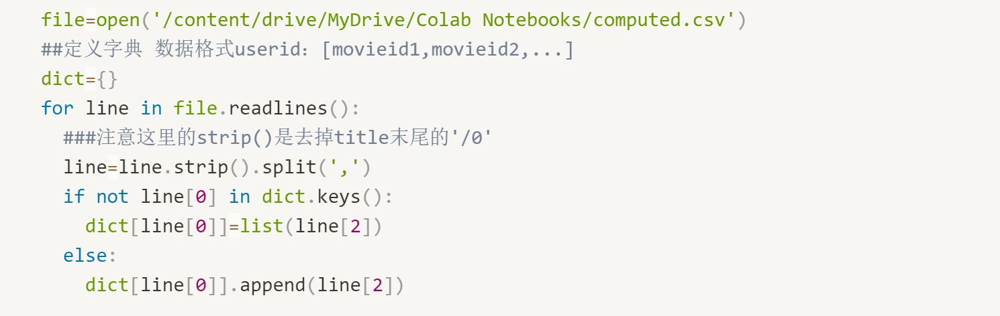 file=open('/content/drive/MyDrive/Colab Notebooks/computed.csv')
##定义字典 数据格式userid：[movieid1,movieid2,...]
dict={}
for line in file.readlines():
  ###注意这里的strip()是去掉title末尾的'/0'
  line=line.strip().split(',')
  if not line[0] in dict.keys():
    dict[line[0]]=list(line[2])
  else:
    dict[line[0]].append(line[2])